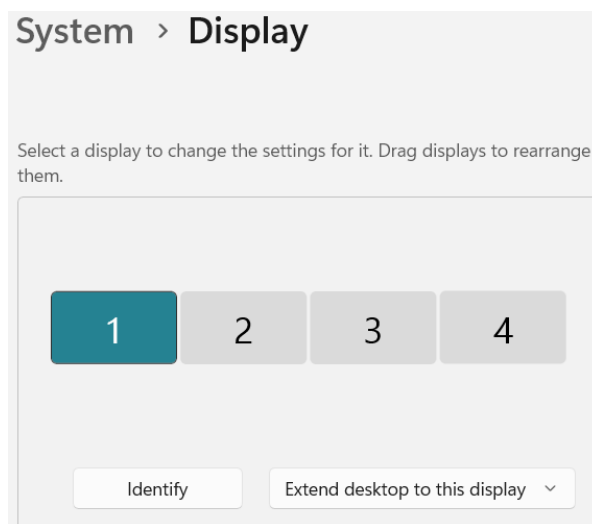 System > Display
Select a display to change the settings for it. Drag displays to rearrange
them.
1 2 3 4
Identify Extend desktop to this display